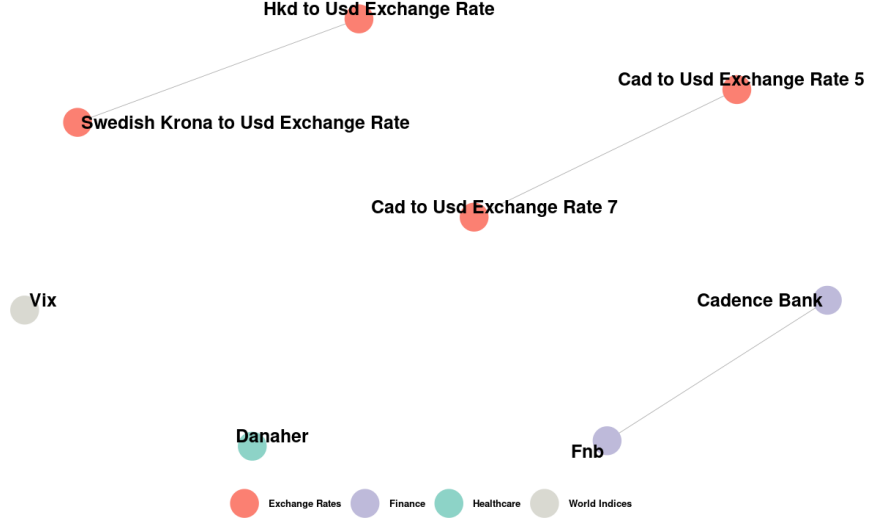 Hkd to Usd Exchange Rate
Cad to Usd Exchange Rate 5
Swedish Krona to Usd Exchange Rate
Cad to Usd Exchange Rate 7
Vix
Cadence Bank
Danaher
Fnb
Exchange Rates Finance Healthcare World Indices